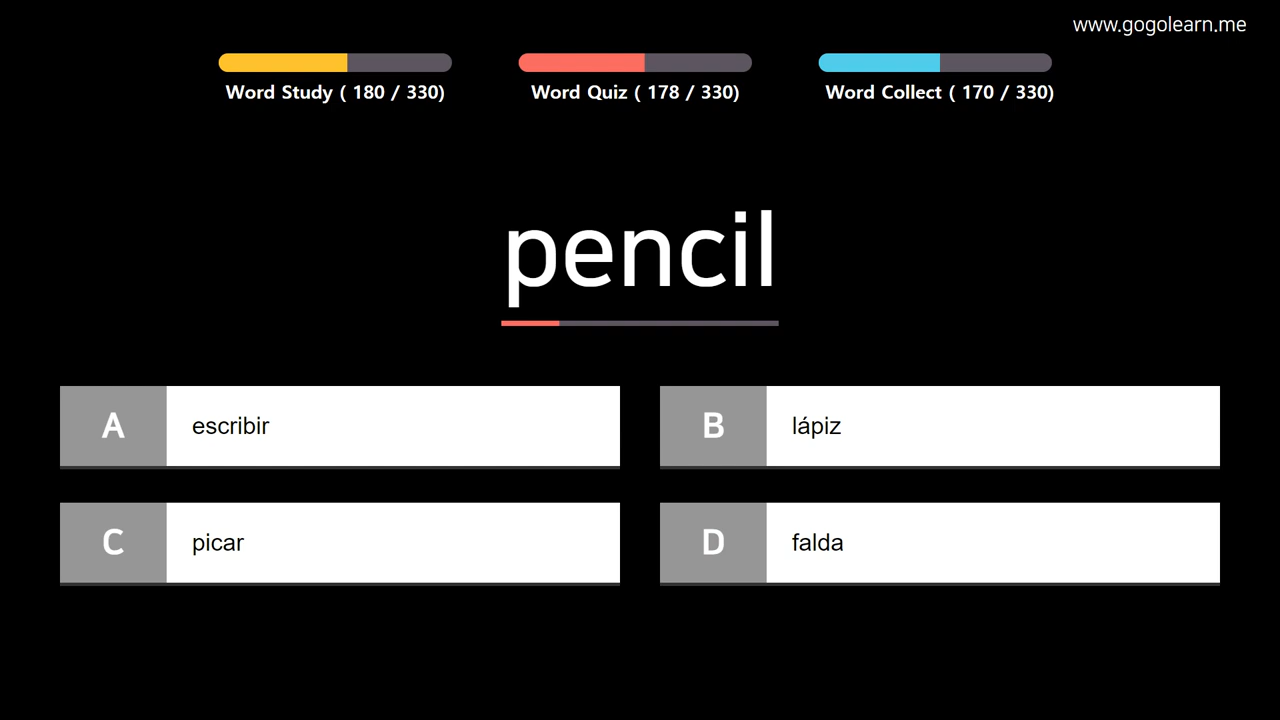 www.gogolearn.me
Word Study ( 180 / 330)
Word Quiz ( 178 / 330)
Word Collect ( 170 / 330)
pencil
A escribir
B lápiz
C picar
D falda